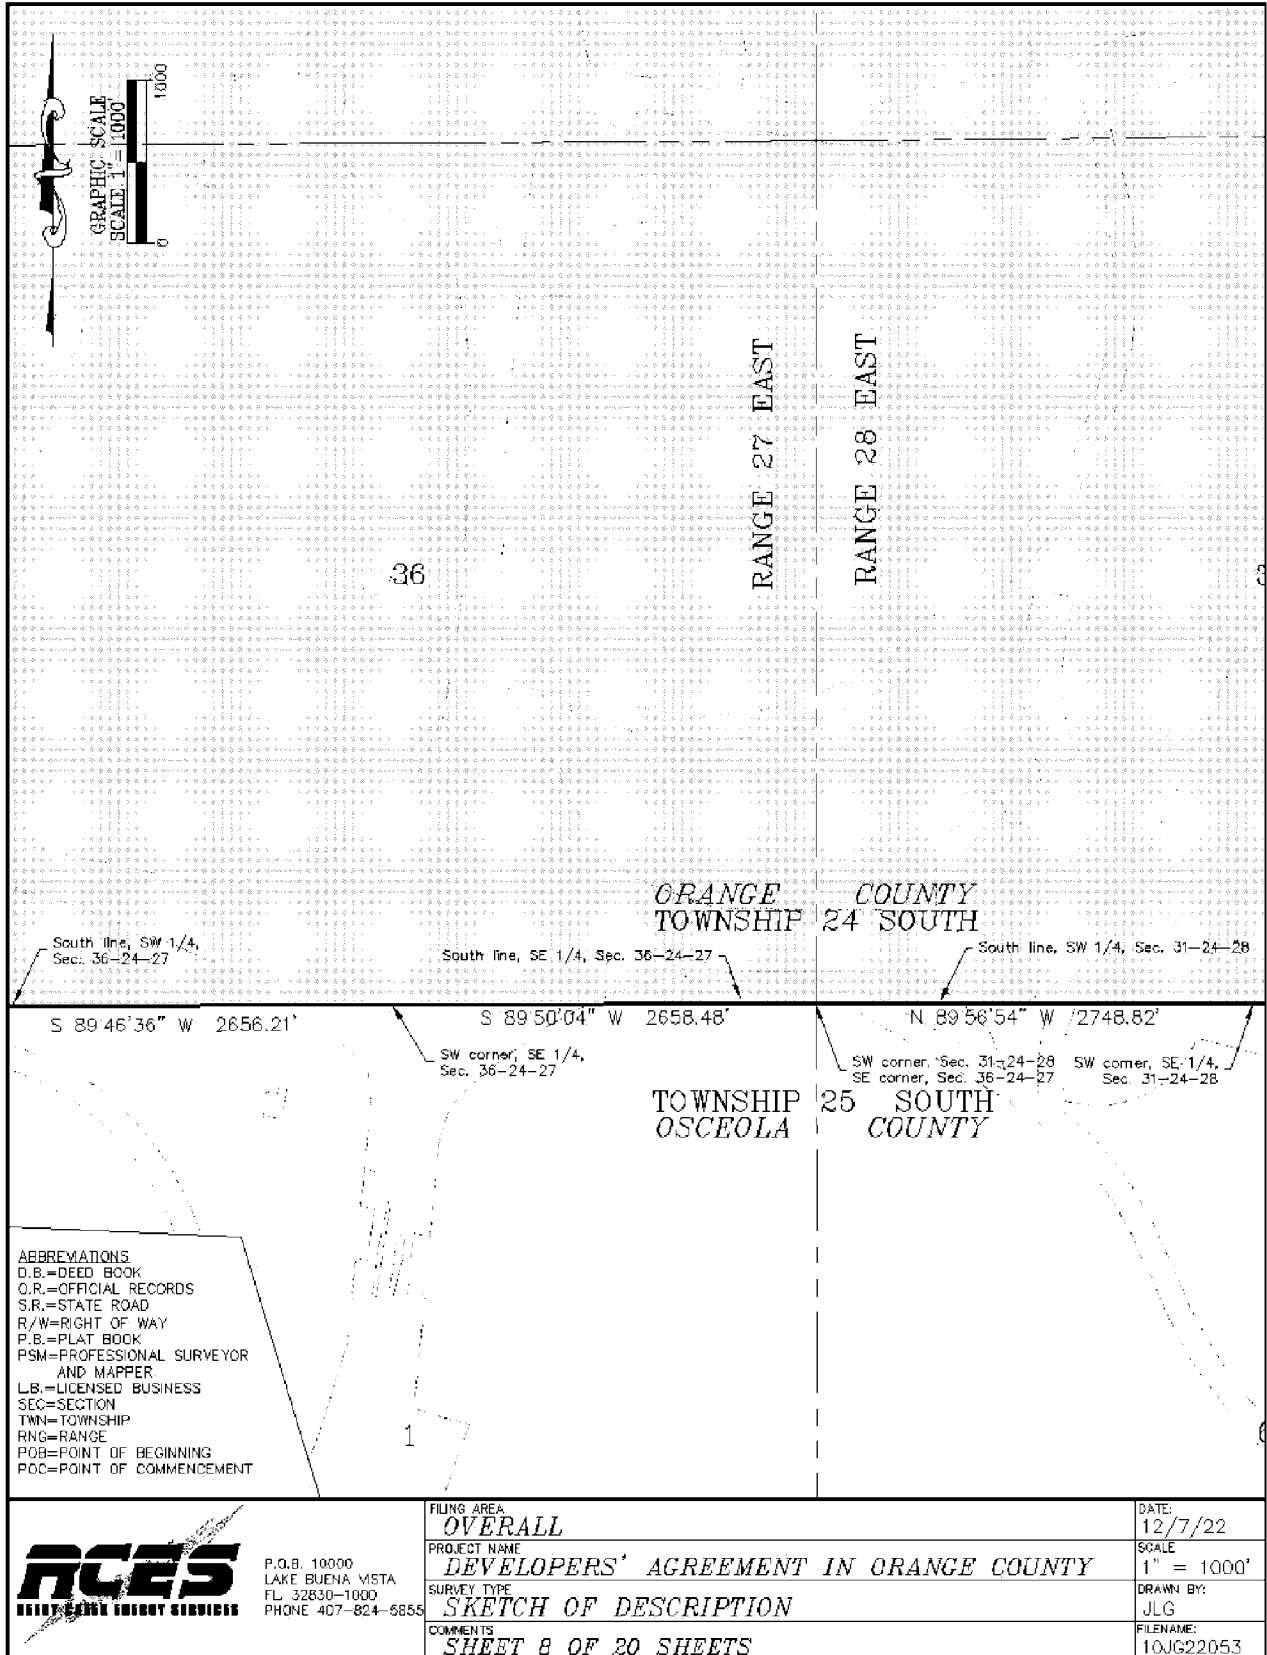 GRAPHIC SCALE
SCALE 1"=1000'
0
1000
RANGE 27 EAST
RANGE 28 EAST
36
ORANGE COUNTY
TOWNSHIP 24 SOUTH
South line, SW 1/4,
Sec. 36-24-27
South line, SE 1/4, Sec. 36-24-27
South line, SW 1/4, Sec. 31-24-28
S 89°46'36" W 2656.21'
S 89°50'04" W 2658.48'
N 89°56'54" W 2748.82'
SW corner, SE 1/4,
Sec. 36-24-27
SW corner, Sec. 31-24-28
SE corner, Sec. 36-24-27
SW corner, SE 1/4,
Sec. 31-24-28
TOWNSHIP 25 SOUTH
OSCEOLA COUNTY
ABBREVIATIONS
D.B.=DEED BOOK
O.R.=OFFICIAL RECORDS
S.R.=STATE ROAD
R/W=RIGHT OF WAY
P.B.=PLAT BOOK
PSM=PROFESSIONAL SURVEYOR
AND MAPPER
L.B.=LICENSED BUSINESS
SEC=SECTION
TWN=TOWNSHIP
RNG=RANGE
POB=POINT OF BEGINNING
POC=POINT OF COMMENCEMENT
1
6
RCES
REEDY CREEK ENERGY SERVICES
P.O.B. 10000
LAKE BUENA VISTA
FL 32830-1000
PHONE 407-824-5855
FILING AREA
OVERALL
PROJECT NAME
DEVELOPERS' AGREEMENT IN ORANGE COUNTY
SURVEY TYPE
SKETCH OF DESCRIPTION
COMMENTS
SHEET 8 OF 20 SHEETS
DATE:
12/7/22
SCALE
1" = 1000'
DRAWN BY:
JLG
FILENAME:
10JG22053